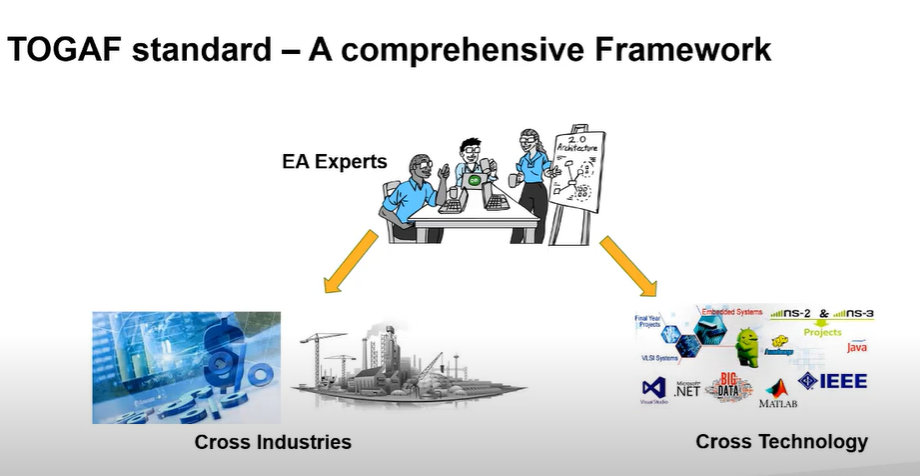 TOGAF standard – A comprehensive Framework
EA Experts
2.0
Architecture
Final Year
Projects
Embedded Systems
NS-2 & NS-3
Projects
VLSI Systems
Java
Visual Studio
Microsoft
.NET
BIG
DATA
MATLAB
IEEE
$
%
Cross Industries
Cross Technology